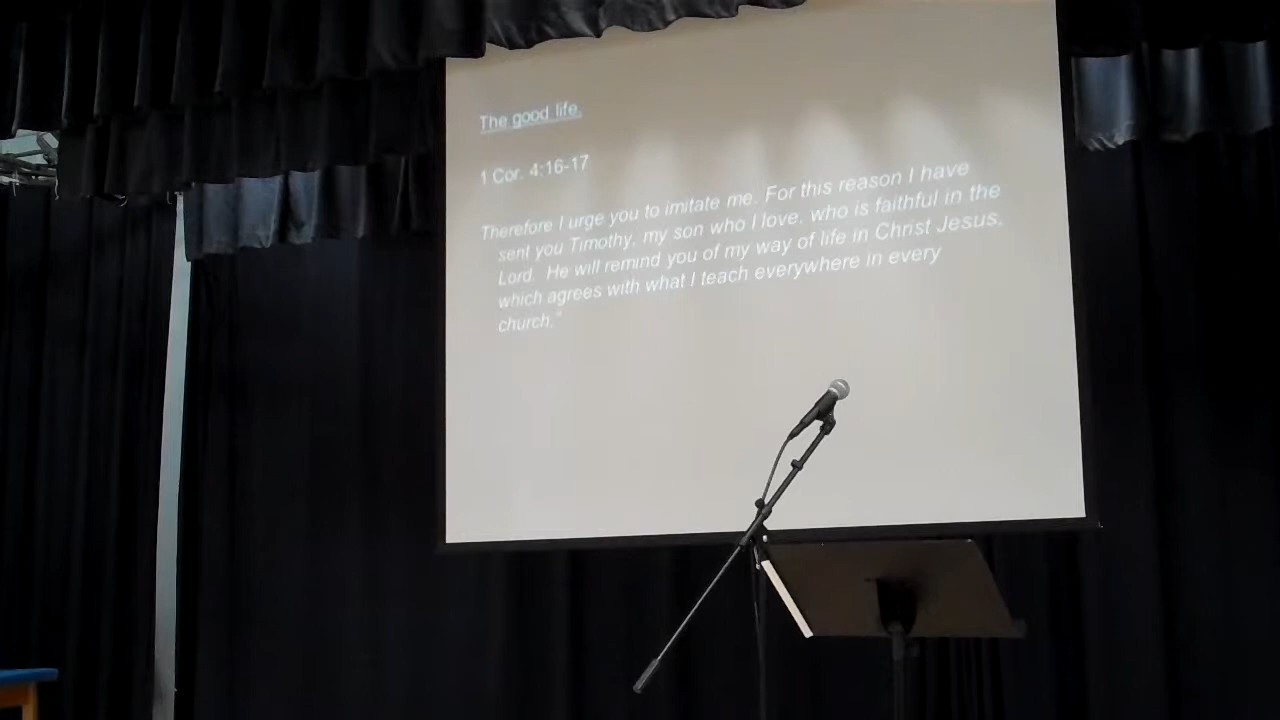 The good life.
1 Cor. 4:16-17
Therefore I urge you to imitate me. For this reason I have
sent you Timothy, my son who I love, who is faithful in the
Lord. He will remind you of my way of life in Christ Jesus,
which agrees with what I teach everywhere in every
church."